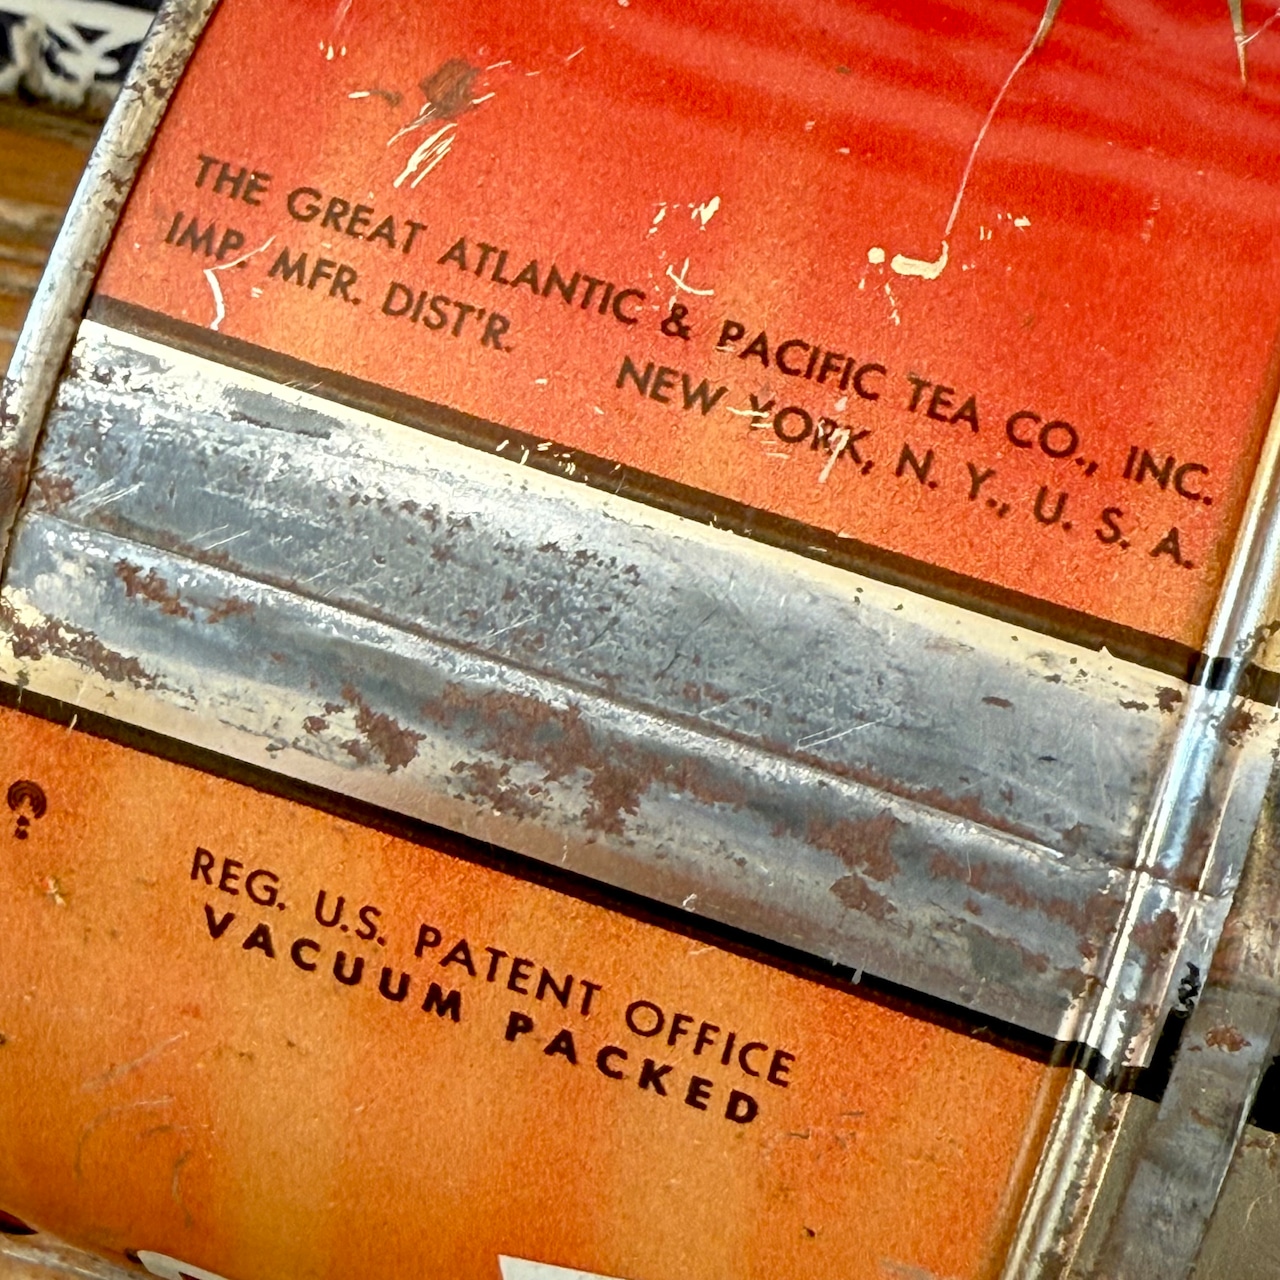 THE GREAT ATLANTIC & PACIFIC TEA CO., INC.
IMP. MFR. DIST'R. NEW YORK, N. Y., U. S. A.
REG. U.S. PATENT OFFICE
VACUUM PACKED